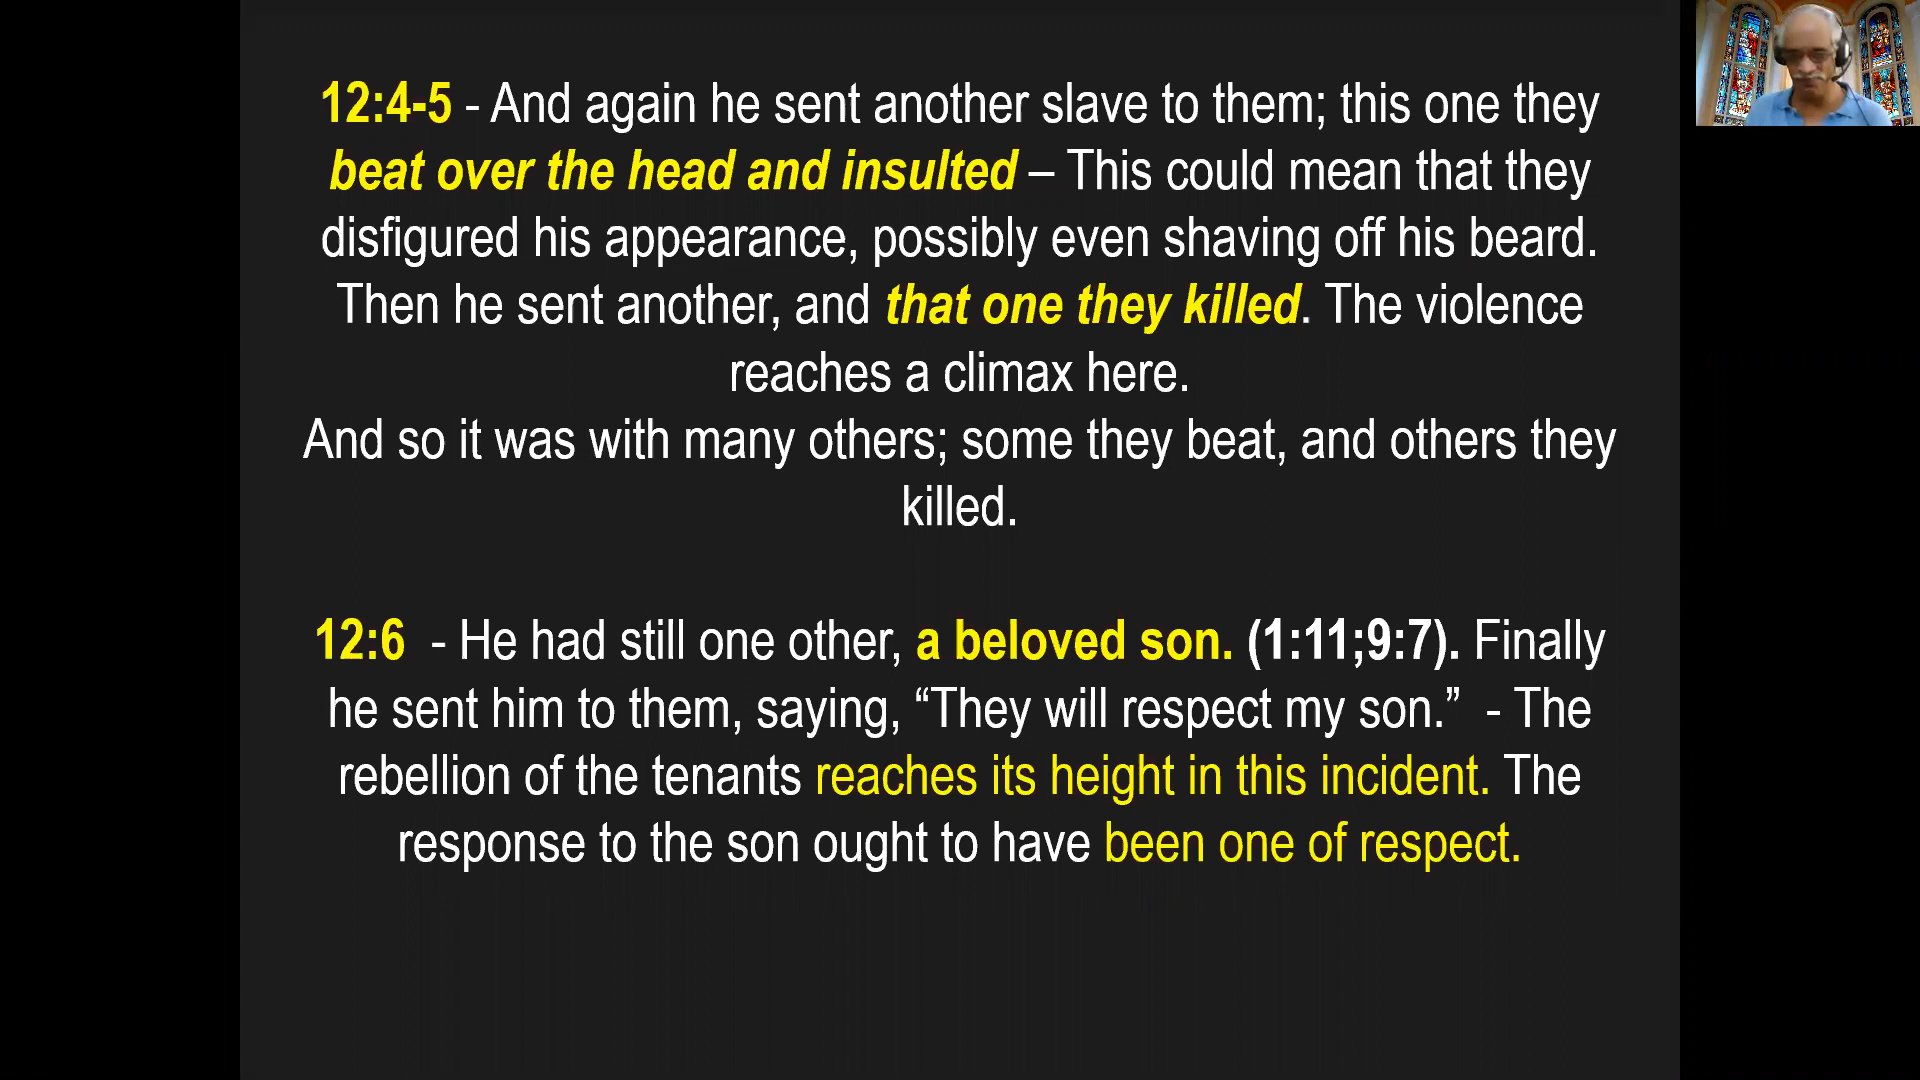 12:4-5 - And again he sent another slave to them; this one they
beat over the head and insulted – This could mean that they
disfigured his appearance, possibly even shaving off his beard.
Then he sent another, and that one they killed. The violence
reaches a climax here.
And so it was with many others; some they beat, and others they
killed.
12:6  - He had still one other, a beloved son. (1:11;9:7). Finally
he sent him to them, saying, “They will respect my son.”  - The
rebellion of the tenants reaches its height in this incident. The
response to the son ought to have been one of respect.